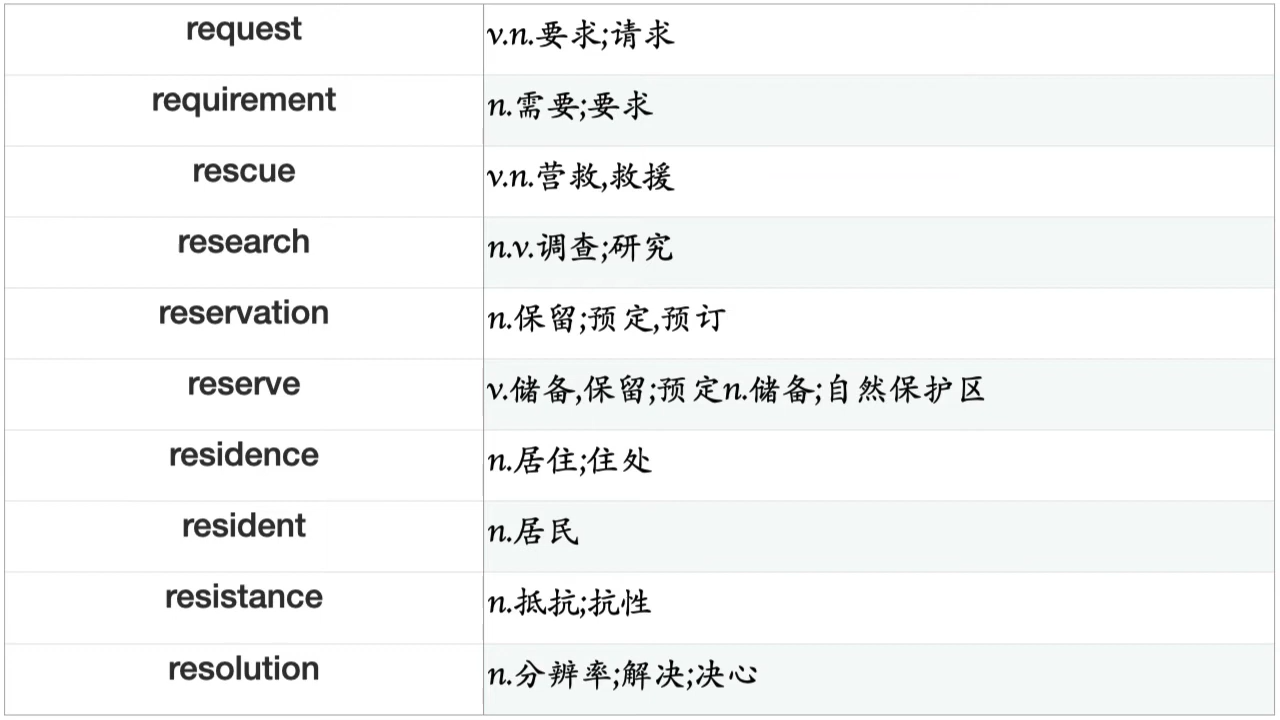 request v.n.要求;请求
requirement n.需要;要求
rescue v.n.营救,救援
research n.v.调查;研究
reservation n.保留;预定,预订
reserve v.储备,保留;预定n.储备;自然保护区
residence n.居住;住处
resident n.居民
resistance n.抵抗;抗性
resolution n.分辨率;解决;决心